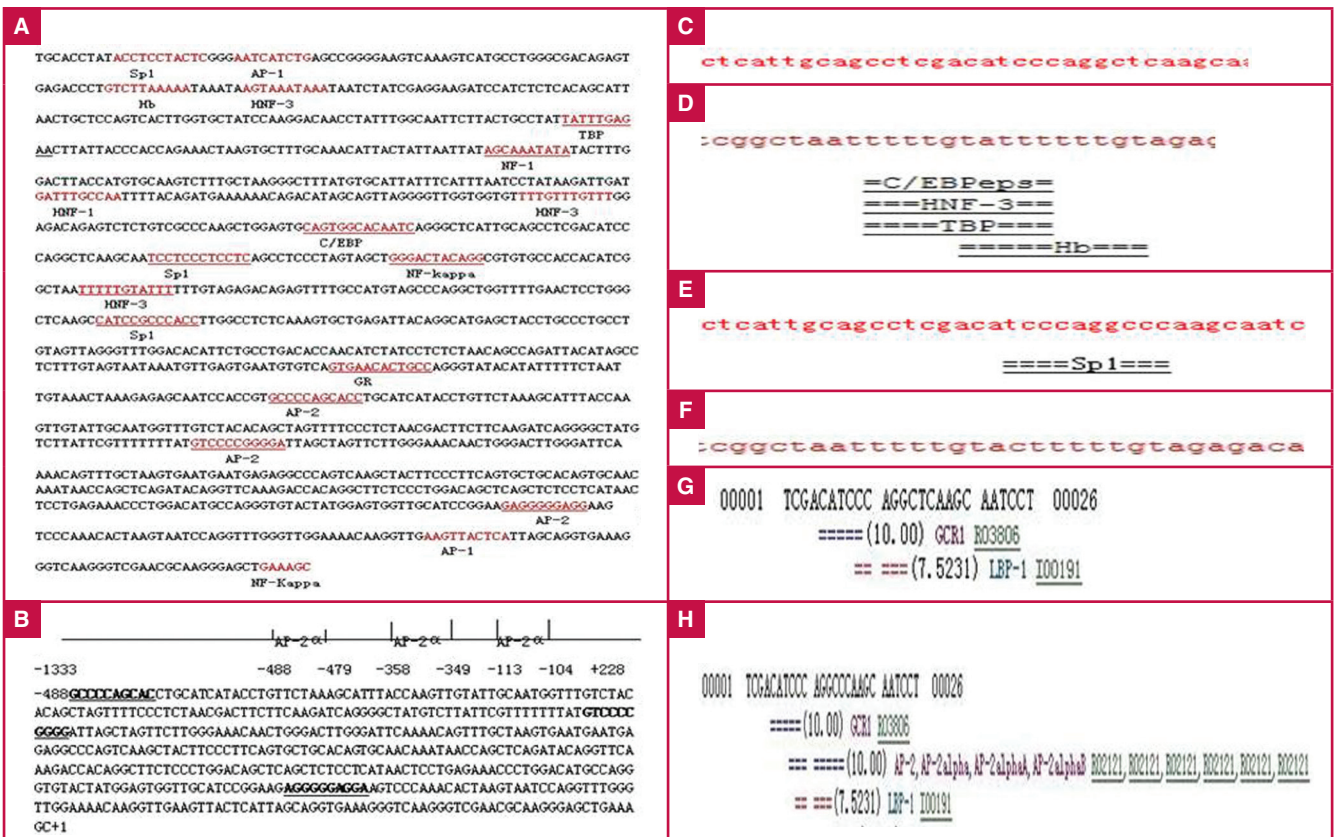 A
TGCACCTATACCTCCTACTCGGGAATCATCTGAGCCGGGGAAGTCAAAGTCATGCCTGGGCGACAGAGT
Sp1 AP-1
GAGACCCTGTCTTAAAAATAAATAAGTAAATAAATAATCTATCGAGGAAGATCCATCTCTCACAGCATT
Hb HNF-3
AACTGCTCCAGTCACTTGGTGCTATCCAAGGACAACCTATTTGGCAATTCTTACTGCCTATTATTTGAG
TBP
AACTTATTACCCACCAGAAACTAAGTGCTTTGCAAACATTACTATTAATTATAGCAAATATATACTTTG
NF-1
GACTTACCATGTGCAAGTCTTTGCTAAGGGCTTTATGTGCATTATTTCATTTAATCCTATAAGATTGAT
GATTTGCCAATTTTACAGATGAAAAAACAGACATAGCAGTTAGGGGTTGGTGGTGTTTTGTTTGTTTGG
HNF-1 HNF-3
AGACAGAGTCTCTGTCGCCCAAGCTGGAGTGCAGTGGCACAATCAGGGCTCATTGCAGCCTCGACATCC
C/EBP
CAGGCTCAAGCAATCCTCCCTCCTCAGCCTCCCTAGTAGCTGGGACTACAGGCGTGTGCCACCACATCG
Sp1 NF-kappa
GCTAATTTTTGTATTTTTTGTAGAGACAGAGTTTTGCCATGTAGCCCAGGCTGGTTTTGAACTCCTGGG
HNF-3
CTCAAGCCATCCGCCCACCTTGGCCTCTCAAAGTGCTGAGATTACAGGCATGAGCTACCTGCCCTGCCT
Sp1
GTAGTTAGGGTTTGGACACATTCTGCCTGACACCAACATCTATCCTCTCTAACAGCCAGATTACATAGCC
TCTTTGTAGTAATAAATGTTGAGTGAATGTGTCAGTGAACACTGCCAGGGTATACATATTTTTCTAAT
GR
TGTAAACTAAAGAGAGCAATCCACCGTGCCCCAGCACCTGCATCATACCTGTTCTAAAGCATTTACCAA
AP-2
GTTGTATTGCAATGGTTTGTCTACACAGCTAGTTTTCCCTCTAACGACTTCTTCAAGATCAGGGGCTATG
TCTTATTCGTTTTTTTATGTCCCCGGGGATTAGCTAGTTCTTGGGAAACAACTGGGACTTGGGATTCA
AP-2
AAACAGTTTGCTAAGTGAATGAATGAGAGGCCCAGTCAAGCTACTTCCCTTCAGTGCTGCACAGTGCAAC
AAATAACCAGCTCAGATACAGGTTCAAAGACCACAGGCTTCTCCCTGGACAGCTCAGCTCTCCTCATAAC
TCCTGAGAAACCCTGGACATGCCAGGGTGTACTATGGAGTGGTTGCATCCGGAAGAGGGGGAGGAAG
AP-2
TCCCAAACACTAAGTAATCCAGGTTTGGGTTGGAAAACAAGGTTGAAGTTACTCATTAGCAGGTGAAAG
AP-1
GGTCAAGGGTCGAACGCAAGGGAGCTGAAAGC
NF-Kappa
B
AP-2α AP-2α AP-2α
-1333 -488 -479 -358 -349 -113 -104 +228
-488GCCCCAGCACCTGCATCATACCTGTTCTAAAGCATTTACCAAGTTGTATTGCAATGGTTTGTCTAC
ACAGCTAGTTTTCCCTCTAACGACTTCTTCAAGATCAGGGGCTATGTCTTATTCGTTTTTTTATGTCCCC
GGGGATTAGCTAGTTCTTGGGAAACAACTGGGACTTGGGATTCAAAACAGTTTGCTAAGTGAATGAATGA
GAGGCCCAGTCAAGCTACTTCCCTTCAGTGCTGCACAGTGCAACAAATAACCAGCTCAGATACAGGTTCA
AAGACCACAGGCTTCTCCCTGGACAGCTCAGCTCTCCTCATAACTCCTGAGAAACCCTGGACATGCCAGG
GTGTACTATGGAGTGGTTGCATCCGGAAGAGGGGGAGGAAGTCCCAAACACTAAGTAATCCAGGTTTGGG
TTGGAAAACAAGGTTGAAGTTACTCATTAGCAGGTGAAAGGGTCAAGGGTCGAACGCAAGGGAGCTGAAA
GC+1
C
ctcattgcagcctcgacatcccaggctcaagca
D
ccggctaatttttgtattttttgtagag
=C/EBPeps=
====HNF-3==
====TBP====
=====Hb===
E
ctcattgcagcctcgacatcccaggcccaagcaatc
====Sp1===
F
ccggctaatttttgtactttttgtagagaca
G
00001 TCGACATCCC AGGCTCAAGC AATCCT 00026
=====(10.00) GCR1 R03806
== ===(7.5231) LBP-1 I00191
H
00001 TCGACATCCC AGGCCCAAGC AATCCT 00026
=====(10.00) GCR1 R03806
=== =====(10.00) AP-2, AP-2alpha, AP-2alphaA, AP-2alphaB R02121, R02121, R02121, R02121, R02121, R02121
== ===(7.5231) LBP-1 I00191